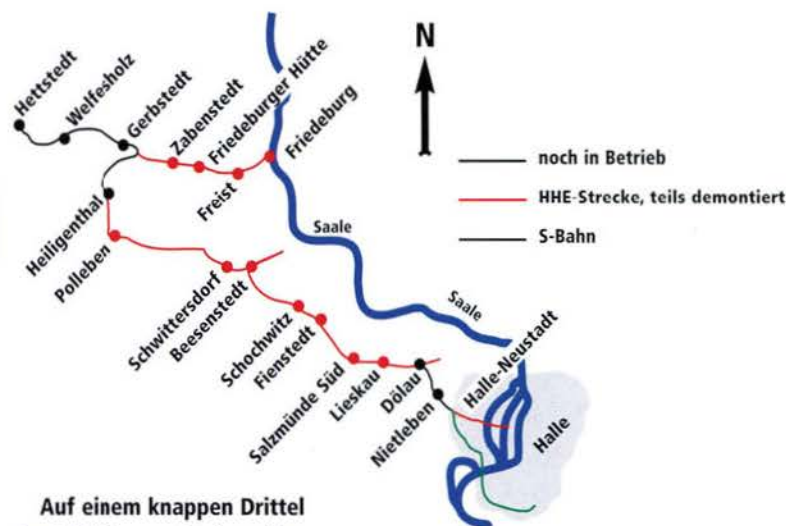 N
Hettstedt
Welfesholz
Gerbstedt
Zabenstedt
Friedeburger Hütte
Friedeburg
Freist
noch in Betrieb
HHE-Strecke, teils demontiert
S-Bahn
Heiligenthal
Polleben
Saale
Schwittersdorf
Beesenstedt
Saale
Schochwitz
Fienstedt
Salzmünde Süd
Lieskau
Dölau
Nietleben
Halle-Neustadt
Halle
Auf einem knappen Drittel